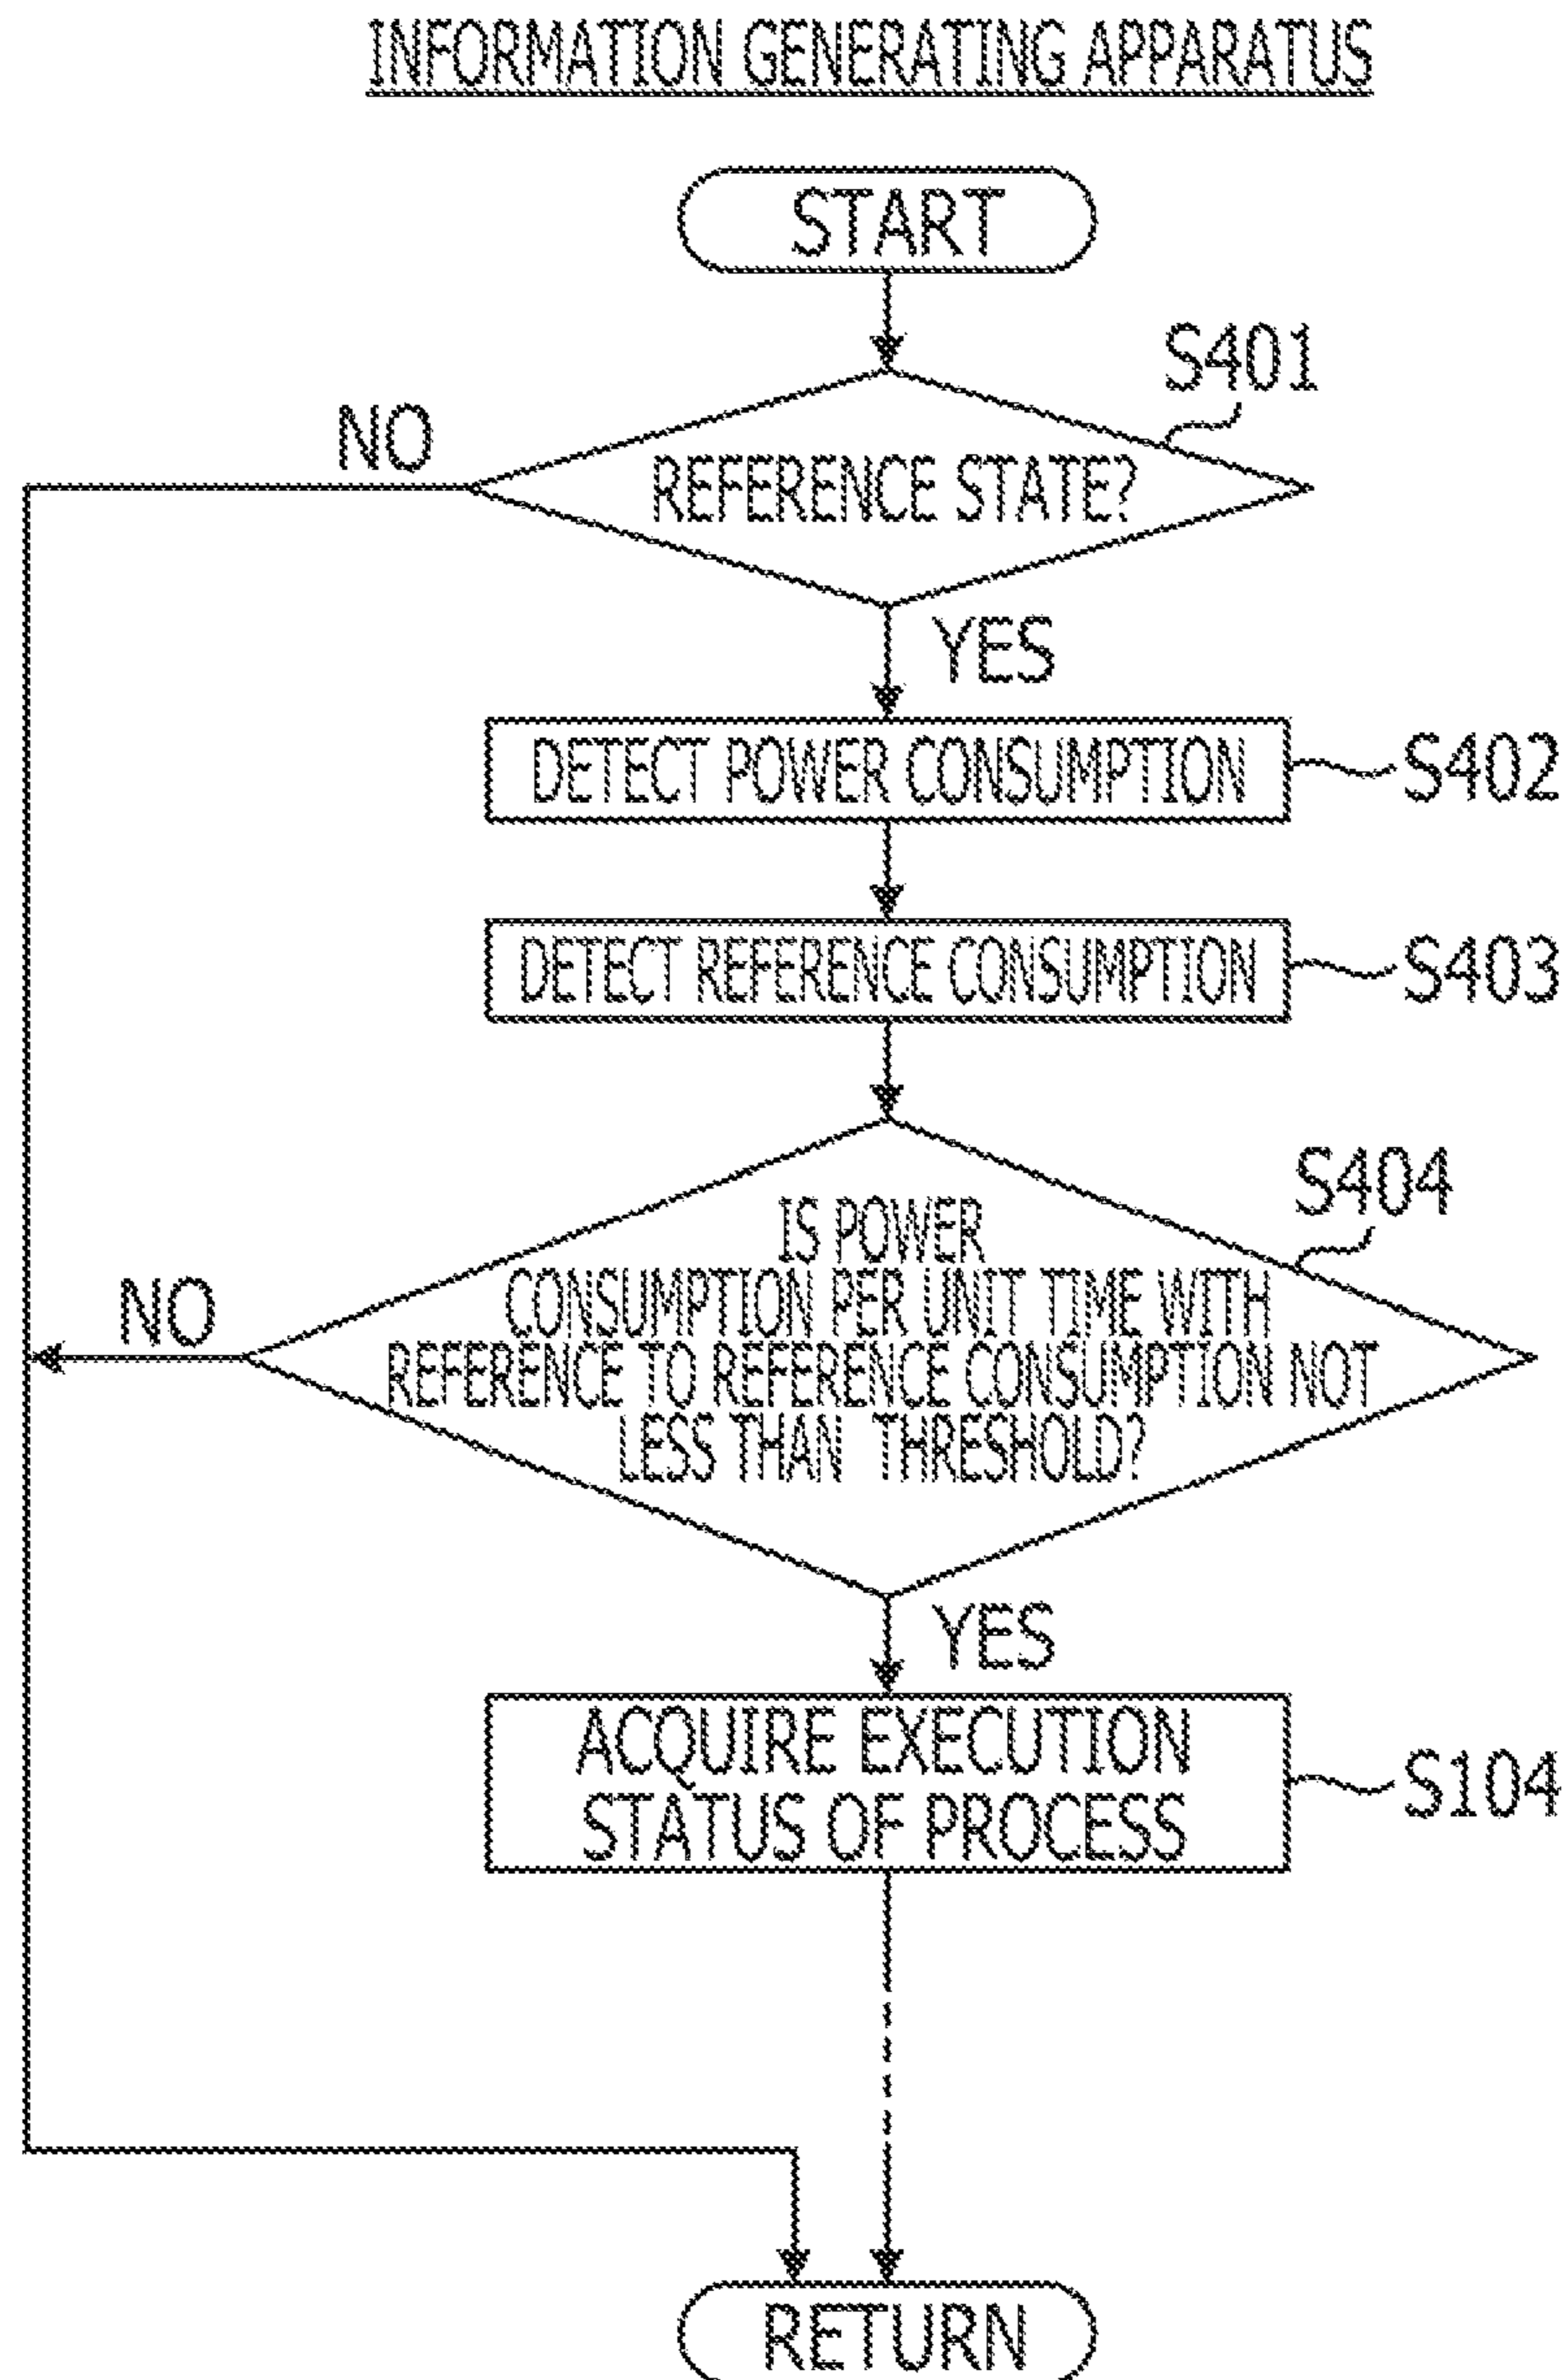 INFORMATION GENERATING APPARATUS
START
S401
NO
REFERENCE STATE?
YES
DETECT POWER CONSUMPTION
S402
DETECT REFERENCE CONSUMPTION
S403
S404
IS POWER
CONSUMPTION PER UNIT TIME WITH
REFERENCE TO REFERENCE CONSUMPTION NOT
LESS THAN THRESHOLD?
NO
YES
ACQUIRE EXECUTION
STATUS OF PROCESS
S104
RETURN